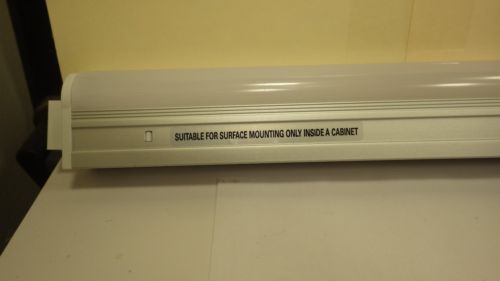 SUITABLE FOR SURFACE MOUNTING ONLY INSIDE A CABINET